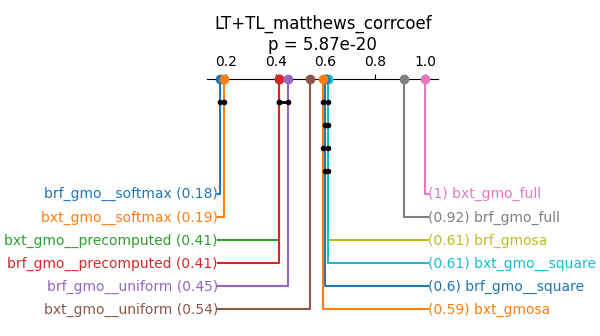 LT+TL_matthews_corrcoef
p = 5.87e-20
0.2 0.4 0.6 0.8 1.0
brf_gmo__softmax (0.18) (1) bxt_gmo_full
bxt_gmo__softmax (0.19) (0.92) brf_gmo_full
bxt_gmo__precomputed (0.41) (0.61) brf_gmosa
brf_gmo__precomputed (0.41) (0.61) bxt_gmo__square
brf_gmo__uniform (0.45) (0.6) brf_gmo__square
bxt_gmo__uniform (0.54) (0.59) bxt_gmosa